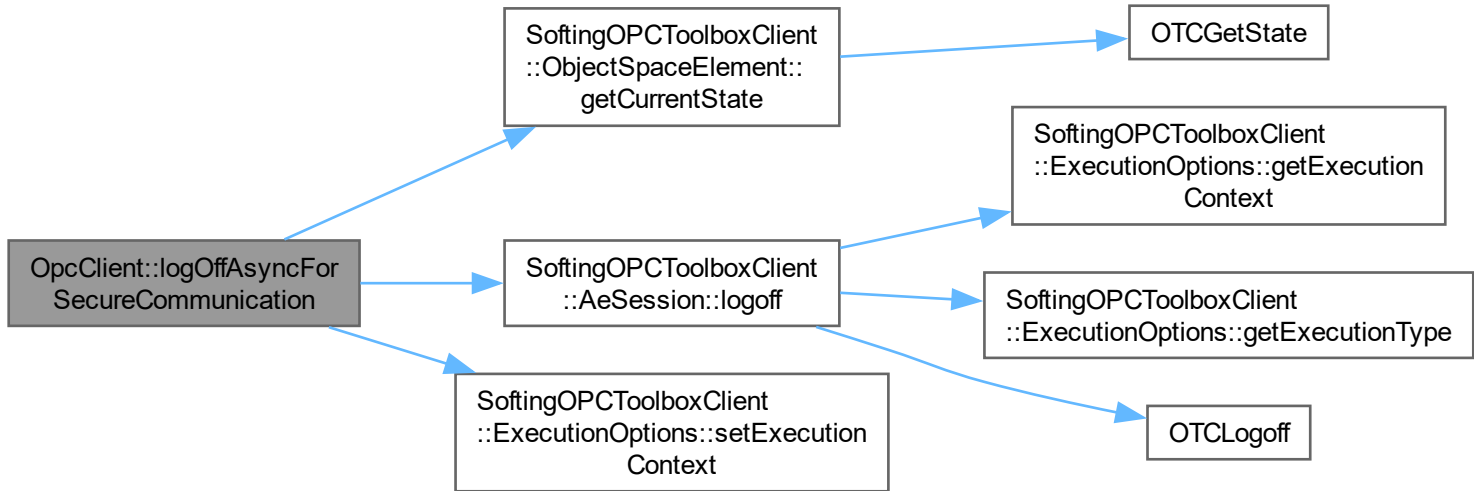 OpcClient::logOffAsyncFor
SecureCommunication
SoftingOPCToolboxClient
::ObjectSpaceElement::
getCurrentState
OTCGetState
SoftingOPCToolboxClient
::AeSession::logoff
SoftingOPCToolboxClient
::ExecutionOptions::getExecution
Context
SoftingOPCToolboxClient
::ExecutionOptions::getExecutionType
OTCLogoff
SoftingOPCToolboxClient
::ExecutionOptions::setExecution
Context